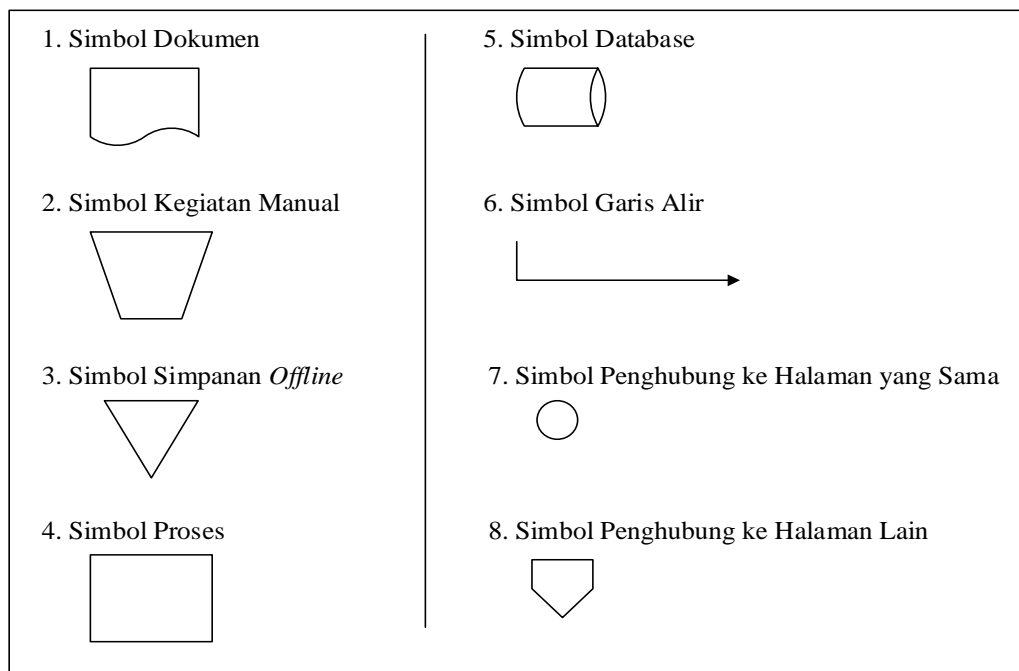 1. Simbol Dokumen
2. Simbol Kegiatan Manual
3. Simbol Simpanan Offline
4. Simbol Proses
5. Simbol Database
6. Simbol Garis Alir
7. Simbol Penghubung ke Halaman yang Sama
8. Simbol Penghubung ke Halaman Lain